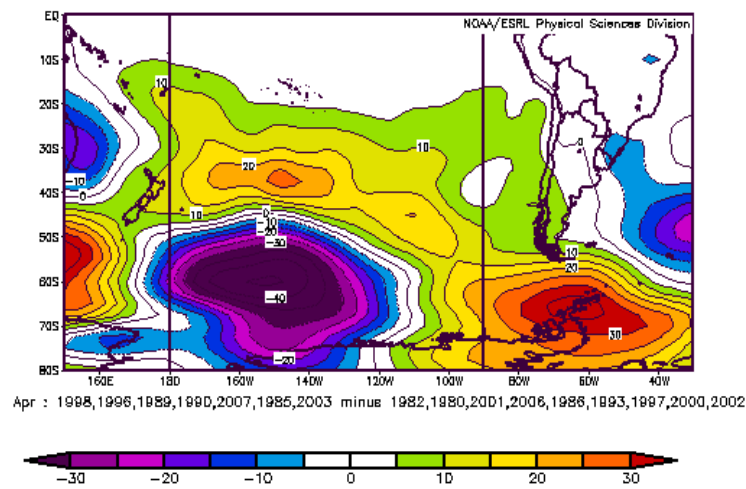 EQ
NOAA/ESRL Physical Sciences Division
10S
10
20S
0
30S
10
20
40S
-10
0
10
0
50S
-10
-20
-30
10
20
60S
-40
70S
30
-20
80S
160E 180 160W 140W 120W 100W 80W 60W 40W
Apr : 1998,1996,1989,1990,2007,1985,2003 minus 1982,1980,2001,2006,1986,1993,1997,2000,2002
-30 -20 -10 0 10 20 30